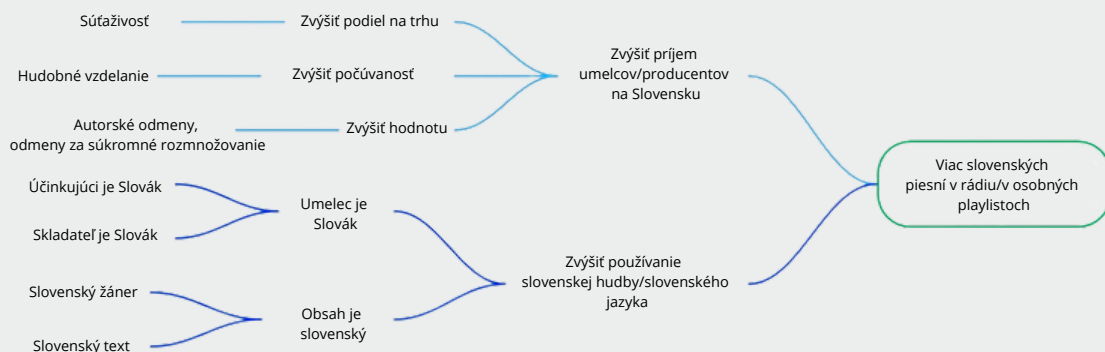 Súťaživosť
Zvýšiť podiel na trhu
Hudobné vzdelanie
Zvýšiť počúvanosť
Autorské odmeny,
odmeny za súkromné rozmnožovanie
Zvýšiť hodnotu
Zvýšiť príjem
umelcov/producentov
na Slovensku
Účinkujúci je Slovák
Skladateľ je Slovák
Umelec je
Slovák
Slovenský žáner
Slovenský text
Obsah je
slovenský
Zvýšiť používanie
slovenskej hudby/slovenského
jazyka
Viac slovenských
piesní v rádiu/v osobných
playlistoch